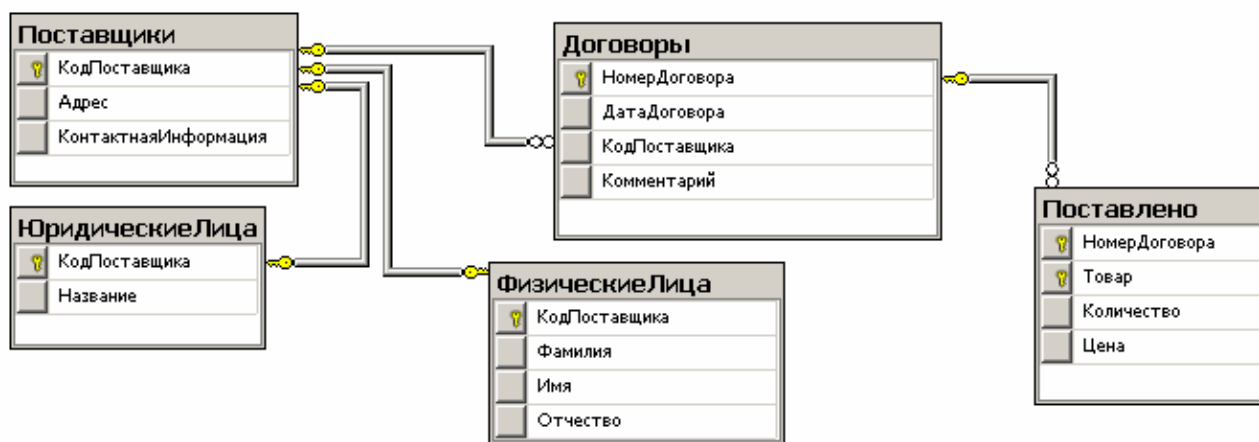 Поставщики
КодПоставщика
Адрес
КонтактнаяИнформация
Договоры
НомерДоговора
ДатаДоговора
КодПоставщика
Комментарий
ЮридическиеЛица
КодПоставщика
Название
ФизическиеЛица
КодПоставщика
Фамилия
Имя
Отчество
Поставлено
НомерДоговора
Товар
Количество
Цена